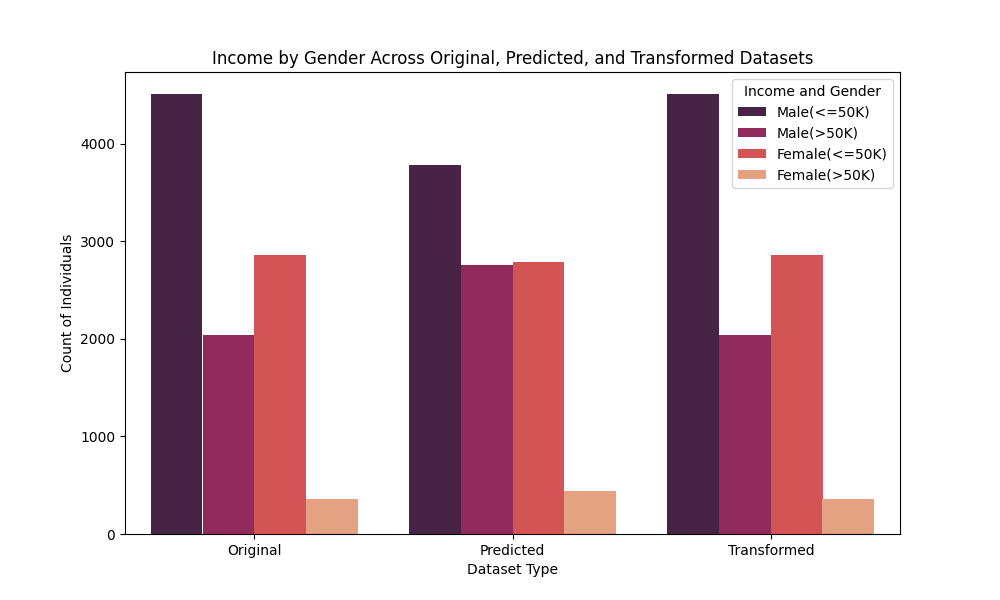 Income by Gender Across Original, Predicted, and Transformed Datasets
Income and Gender
Male(<=50K)
Male(>50K)
Female(<=50K)
Female(>50K)
Count of Individuals
4000
3000
2000
1000
0
Original
Predicted
Transformed
Dataset Type